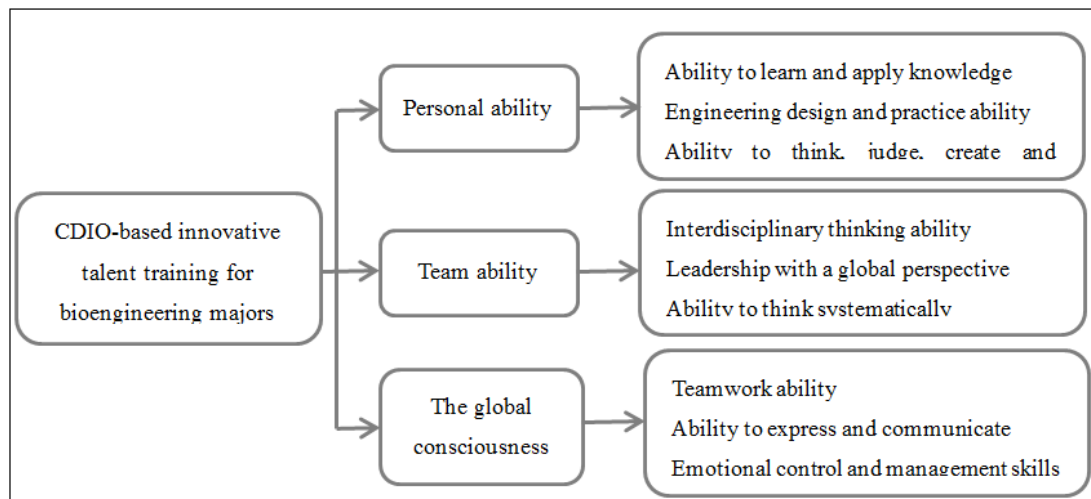 CDIO-based innovative
talent training for
bioengineering majors
Personal ability
Ability to learn and apply knowledge
Engineering design and practice ability
Ability to think, judge, create and
Team ability
Interdisciplinary thinking ability
Leadership with a global perspective
Ability to think systematically
The global
consciousness
Teamwork ability
Ability to express and communicate
Emotional control and management skills